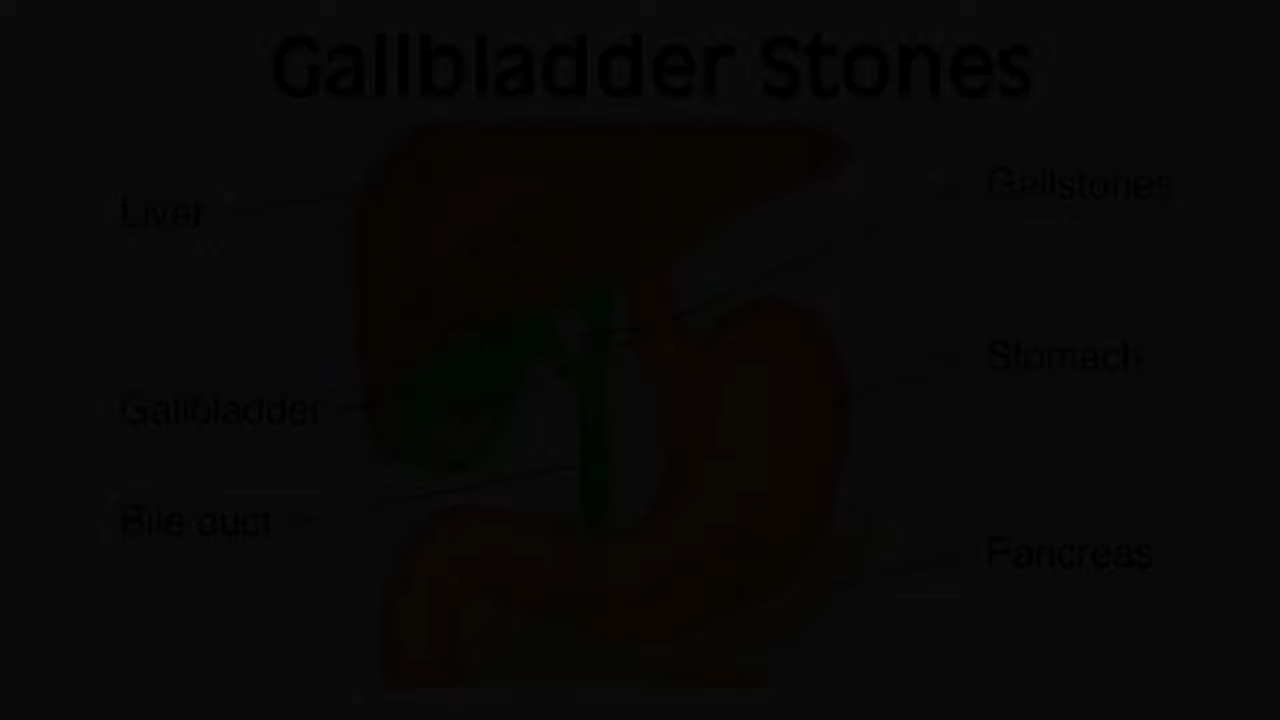 Gallbladder Stones
Gallstones
Liver
Stomach
Gallbladder
Bile duct
Pancreas